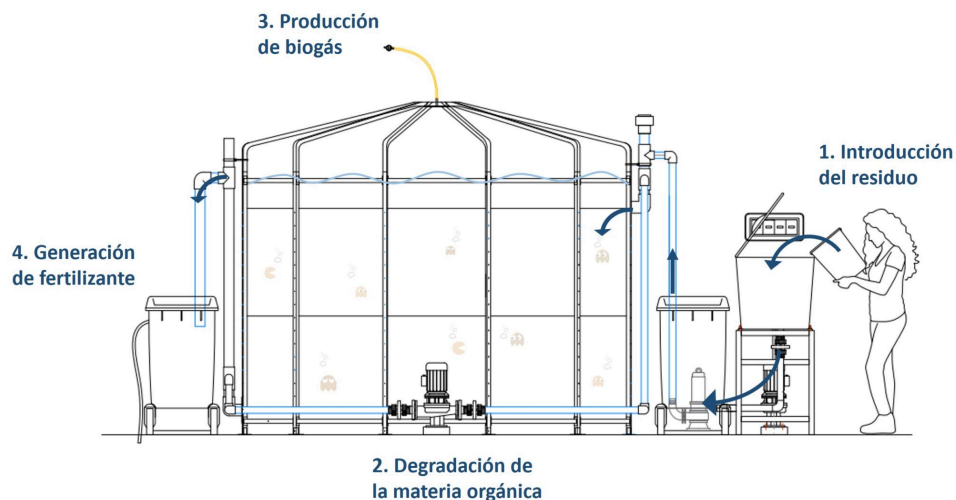 3. Producción
de biogás
1. Introducción
del residuo
4. Generación
de fertilizante
2. Degradación de
la materia orgánica